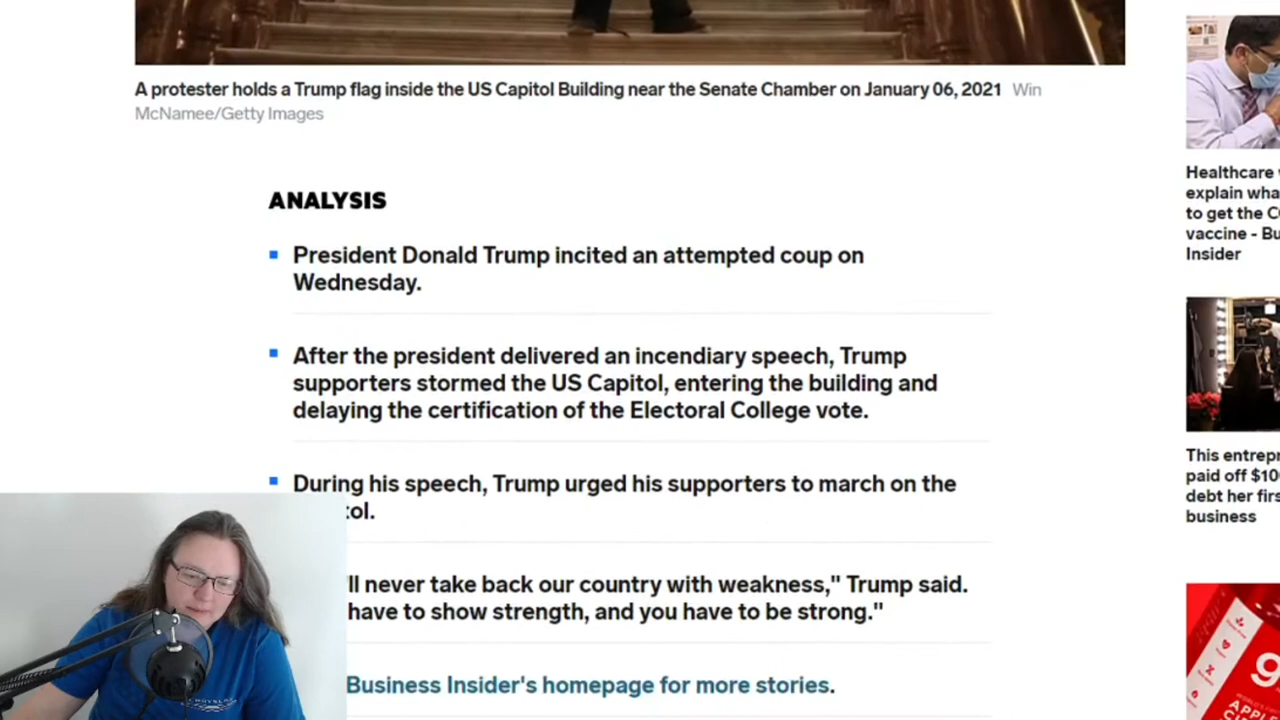 A protester holds a Trump flag inside the US Capitol Building near the Senate Chamber on January 06, 2021 Win
McNamee/Getty Images
ANALYSIS
President Donald Trump incited an attempted coup on
Wednesday.
After the president delivered an incendiary speech, Trump
supporters stormed the US Capitol, entering the building and
delaying the certification of the Electoral College vote.
During his speech, Trump urged his supporters to march on the
tol.
'll never take back our country with weakness," Trump said.
have to show strength, and you have to be strong."
Business Insider's homepage for more stories.
Healthcare
explain wha
to get the C
vaccine - Bu
Insider
This entrepr
paid off $10
debt her firs
business
9
APP